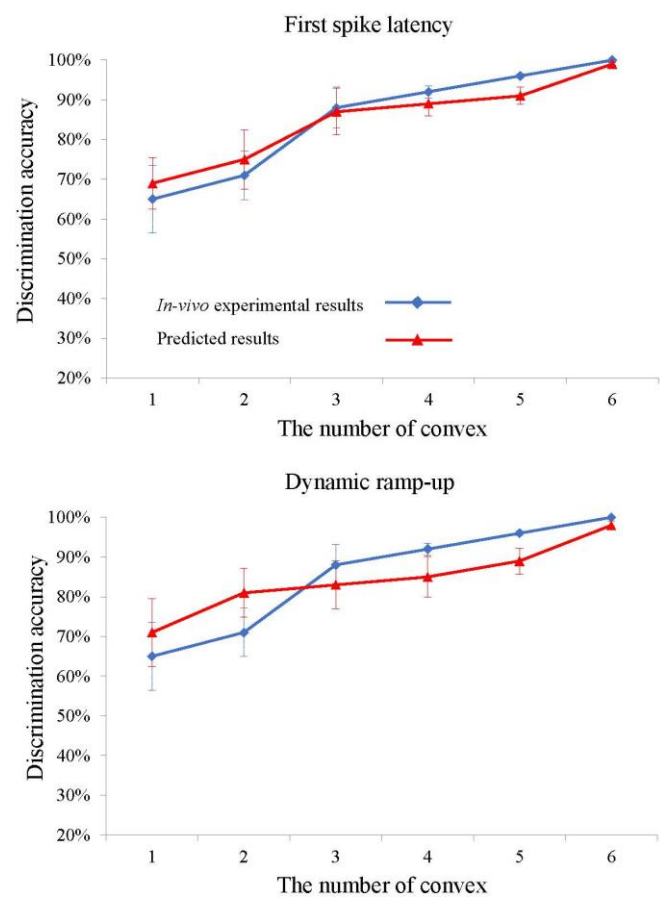 First spike latency
100%
90%
80%
70%
60%
50%
40%
30%
20%
Discrimination accuracy
In-vivo experimental results
Predicted results
1 2 3 4 5 6
The number of convex
Dynamic ramp-up
100%
90%
80%
70%
60%
50%
40%
30%
20%
Discrimination accuracy
1 2 3 4 5 6
The number of convex